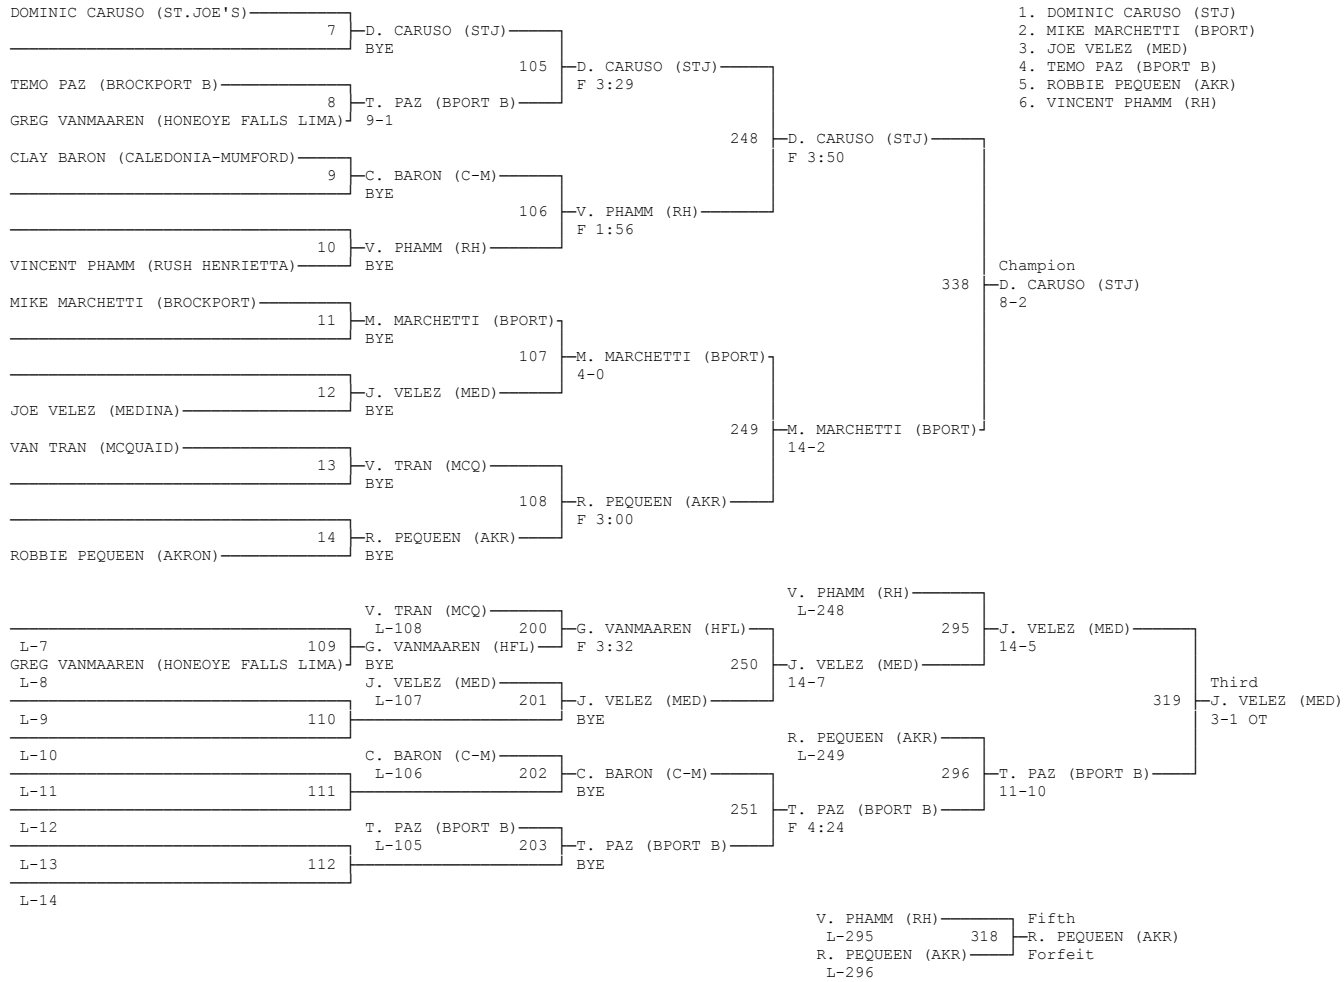 DOMINIC CARUSO (ST.JOE'S)
7 D. CARUSO (STJ)
BYE
105 D. CARUSO (STJ)
F 3:29
TEMO PAZ (BROCKPORT B)
8 T. PAZ (BPORT B)
GREG VANMAAREN (HONEOYE FALLS LIMA) 9-1
248 D. CARUSO (STJ)
F 3:50
CLAY BARON (CALEDONIA-MUMFORD)
9 C. BARON (C-M)
BYE
106 V. PHAMM (RH)
F 1:56
10 V. PHAMM (RH)
VINCENT PHAMM (RUSH HENRIETTA) BYE
Champion
338 D. CARUSO (STJ)
8-2
MIKE MARCHETTI (BROCKPORT)
11 M. MARCHETTI (BPORT)
BYE
107 M. MARCHETTI (BPORT)
4-0
12 J. VELEZ (MED)
JOE VELEZ (MEDINA) BYE
249 M. MARCHETTI (BPORT)
14-2
VAN TRAN (MCQUAID)
13 V. TRAN (MCQ)
BYE
108 R. PEQUEEN (AKR)
F 3:00
14 R. PEQUEEN (AKR)
ROBBIE PEQUEEN (AKRON) BYE
1. DOMINIC CARUSO (STJ)
2. MIKE MARCHETTI (BPORT)
3. JOE VELEZ (MED)
4. TEMO PAZ (BPORT B)
5. ROBBIE PEQUEEN (AKR)
6. VINCENT PHAMM (RH)
V. PHAMM (RH)
L-248
V. TRAN (MCQ)
L-108 200 G. VANMAAREN (HFL) 295 J. VELEZ (MED)
L-7 109 G. VANMAAREN (HFL) F 3:32 14-5
GREG VANMAAREN (HONEOYE FALLS LIMA) BYE 250 J. VELEZ (MED)
L-8 J. VELEZ (MED) 14-7 Third
L-107 201 J. VELEZ (MED) 319 J. VELEZ (MED)
L-9 110 BYE 3-1 OT
R. PEQUEEN (AKR)
L-10 C. BARON (C-M) L-249
L-106 202 C. BARON (C-M) 296 T. PAZ (BPORT B)
L-11 111 BYE 11-10
251 T. PAZ (BPORT B)
L-12 T. PAZ (BPORT B) F 4:24
L-105 203 T. PAZ (BPORT B)
L-13 112 BYE
L-14
V. PHAMM (RH) Fifth
L-295 318 R. PEQUEEN (AKR)
R. PEQUEEN (AKR) Forfeit
L-296